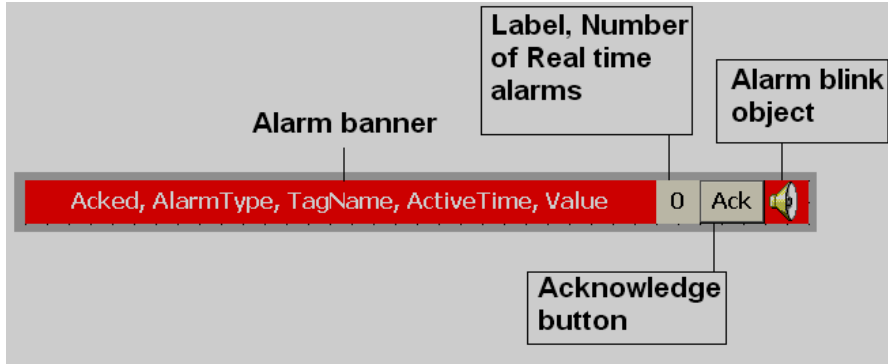 Label, Number
of Real time
alarms
Alarm blink
object
Alarm banner
Acked, AlarmType, TagName, ActiveTime, Value
0
Ack
Acknowledge
button